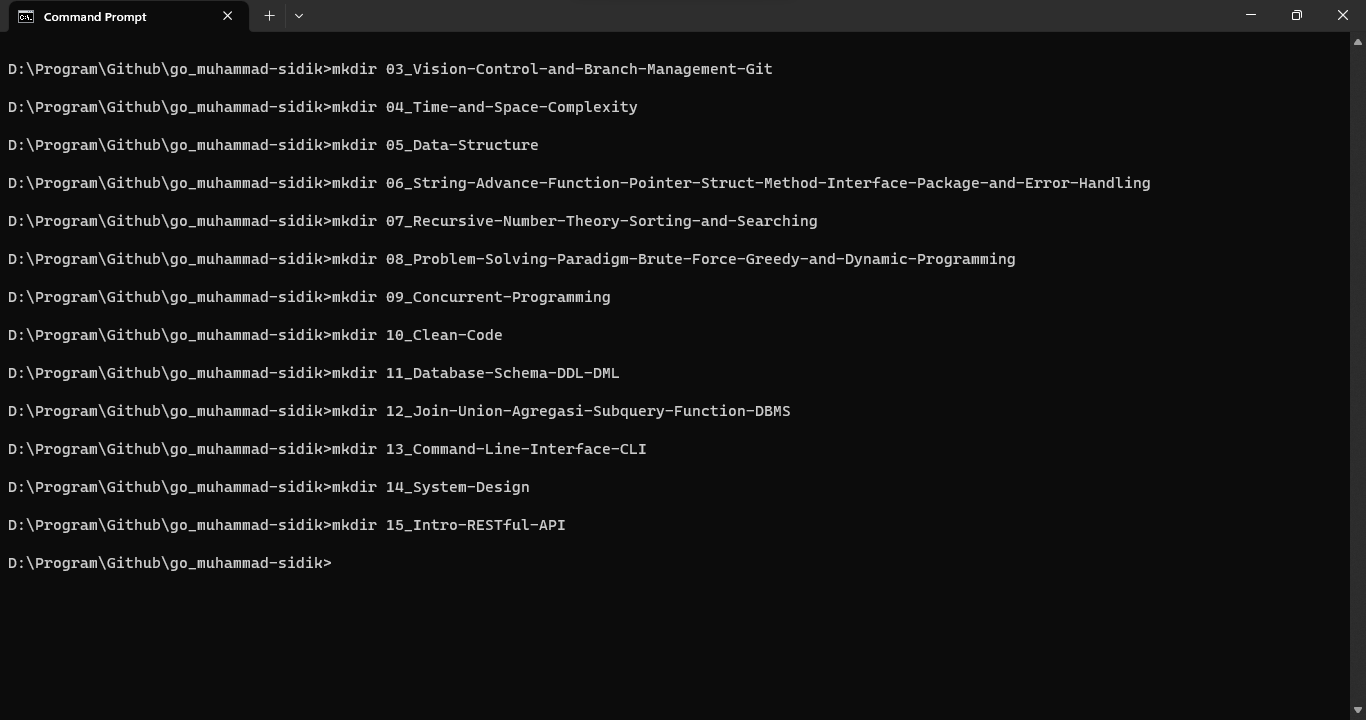 Command Prompt
D:\Program\Github\go_muhammad-sidik>mkdir 03_Vision-Control-and-Branch-Management-Git
D:\Program\Github\go_muhammad-sidik>mkdir 04_Time-and-Space-Complexity
D:\Program\Github\go_muhammad-sidik>mkdir 05_Data-Structure
D:\Program\Github\go_muhammad-sidik>mkdir 06_String-Advance-Function-Pointer-Struct-Method-Interface-Package-and-Error-Handling
D:\Program\Github\go_muhammad-sidik>mkdir 07_Recursive-Number-Theory-Sorting-and-Searching
D:\Program\Github\go_muhammad-sidik>mkdir 08_Problem-Solving-Paradigm-Brute-Force-Greedy-and-Dynamic-Programming
D:\Program\Github\go_muhammad-sidik>mkdir 09_Concurrent-Programming
D:\Program\Github\go_muhammad-sidik>mkdir 10_Clean-Code
D:\Program\Github\go_muhammad-sidik>mkdir 11_Database-Schema-DDL-DML
D:\Program\Github\go_muhammad-sidik>mkdir 12_Join-Union-Agregasi-Subquery-Function-DBMS
D:\Program\Github\go_muhammad-sidik>mkdir 13_Command-Line-Interface-CLI
D:\Program\Github\go_muhammad-sidik>mkdir 14_System-Design
D:\Program\Github\go_muhammad-sidik>mkdir 15_Intro-RESTful-API
D:\Program\Github\go_muhammad-sidik>